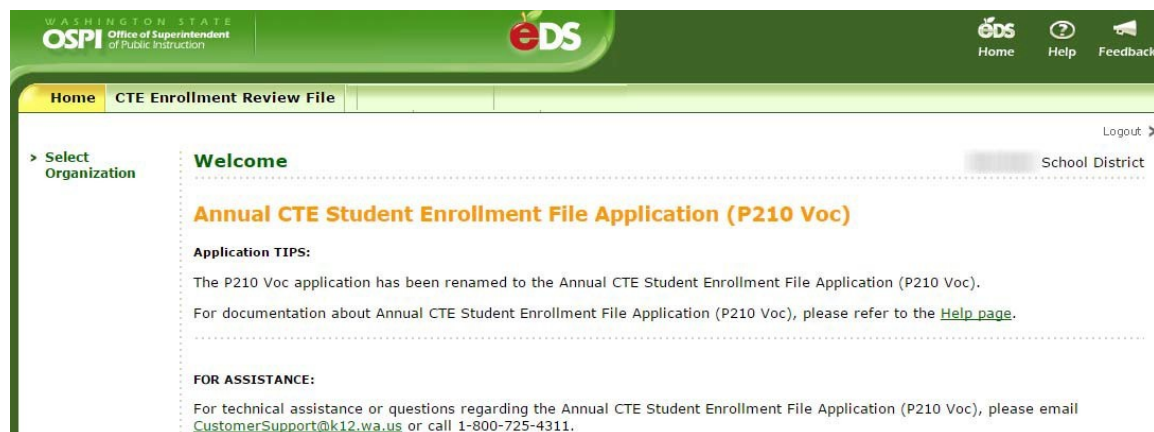 WASHINGTON STATE
OSPI Office of Superintendent
of Public Instruction
eDS
eDS
Home
Help
Feedback
Home
CTE Enrollment Review File
Logout
> Select
Organization
Welcome
School District
Annual CTE Student Enrollment File Application (P210 Voc)
Application TIPS:
The P210 Voc application has been renamed to the Annual CTE Student Enrollment File Application (P210 Voc).
For documentation about Annual CTE Student Enrollment File Application (P210 Voc), please refer to the Help page.
FOR ASSISTANCE:
For technical assistance or questions regarding the Annual CTE Student Enrollment File Application (P210 Voc), please email
CustomerSupport@k12.wa.us or call 1-800-725-4311.